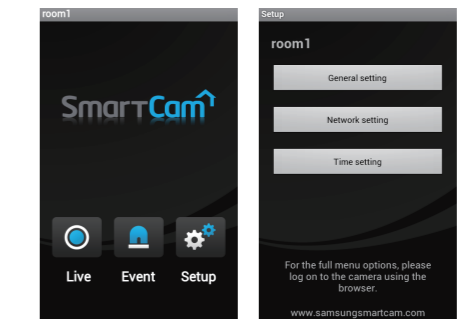 room1
SmartCam
Live Event Setup
Setup
room1
General setting
Network setting
Time setting
For the full menu options, please
log on to the camera using the
browser.
www.samsungsmartcam.com